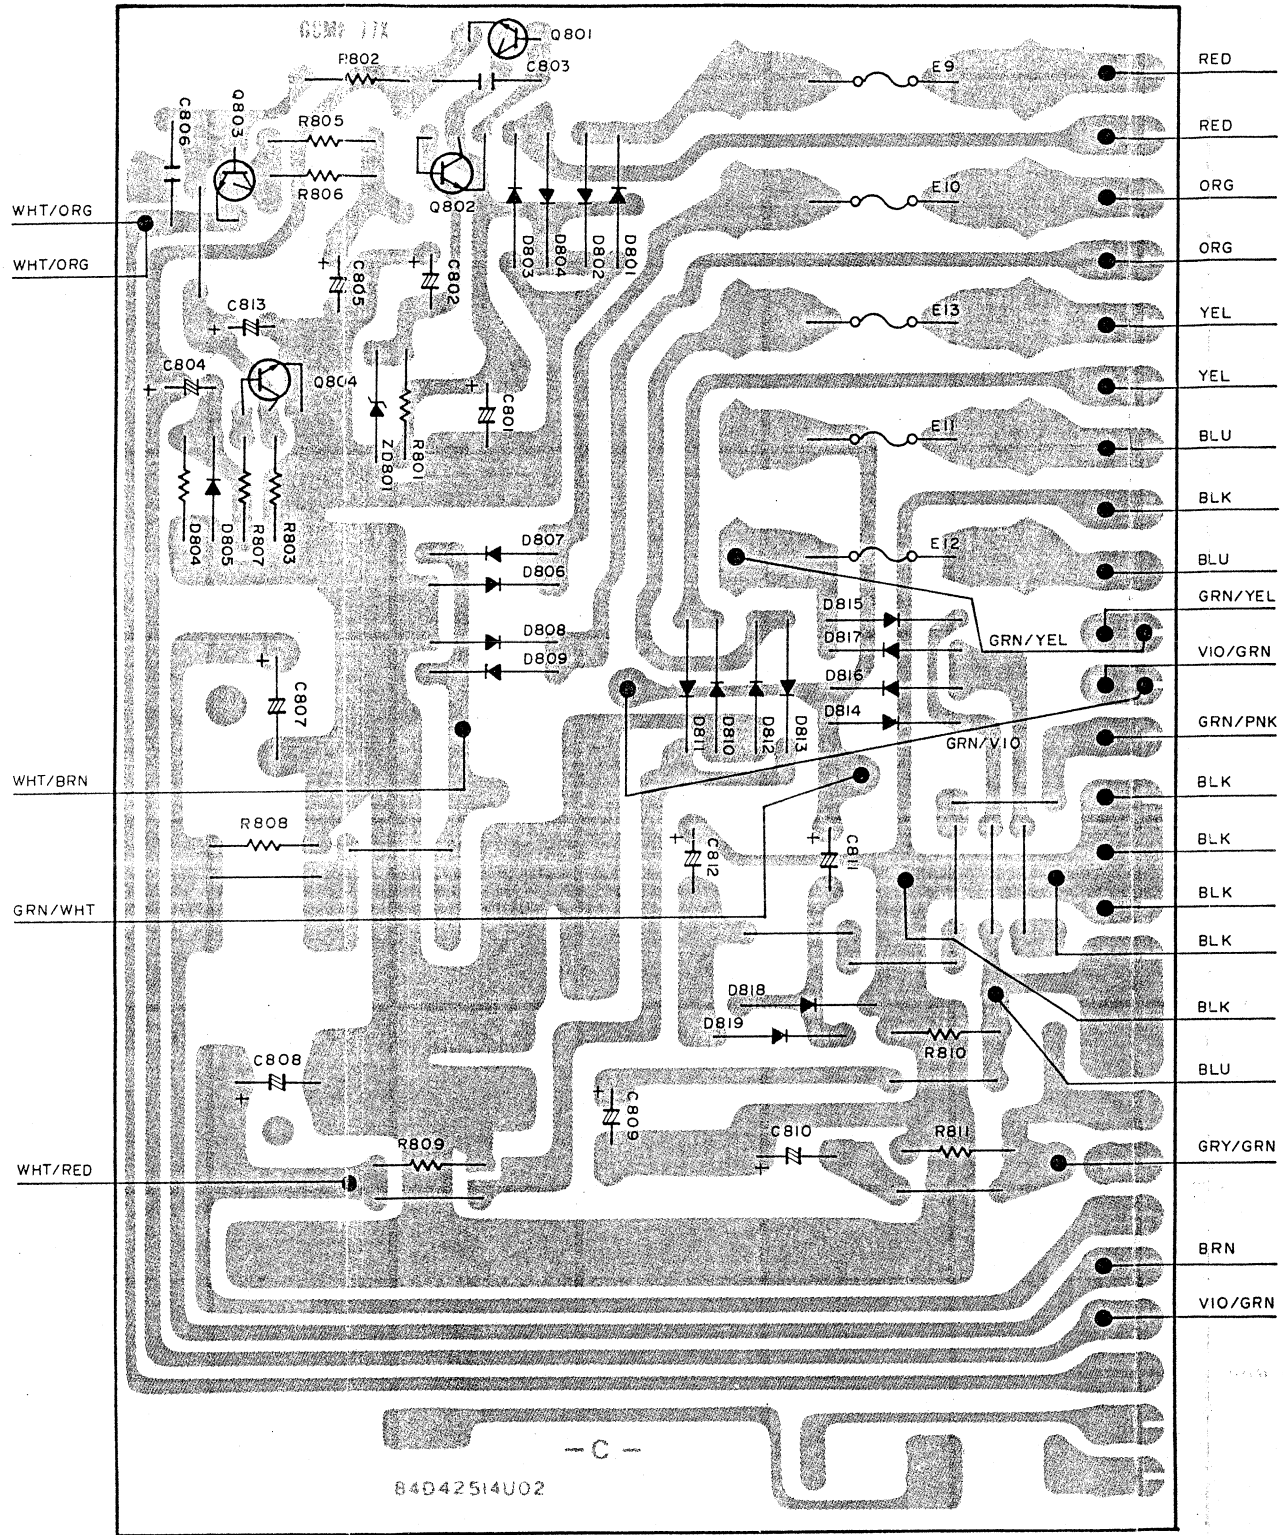 Q801
RED
E9
R802
C803
C806
Q803
R805
RED
R806
E10
ORG
Q802
WHT/ORG
D803
D804
D802
D801
ORG
WHT/ORG
C805
C802
C813
E13
YEL
C804
Q804
YEL
C801
E11
ZD801
R801
BLU
BLK
D804
D805
R807
R803
D807
E12
D806
BLU
D815
GRN/YEL
D808
D817
GRN/YEL
D809
VIO/GRN
D816
C807
D814
D811
D810
D812
D813
GRN/VIO
GRN/PNK
WHT/BRN
BLK
R808
C812
C811
BLK
GRN/WHT
BLK
BLK
D818
BLK
D819
R810
C808
BLU
C809
C810
R811
R809
GRY/GRN
WHT/RED
BRN
VIO/GRN
- C -
84D42514U02